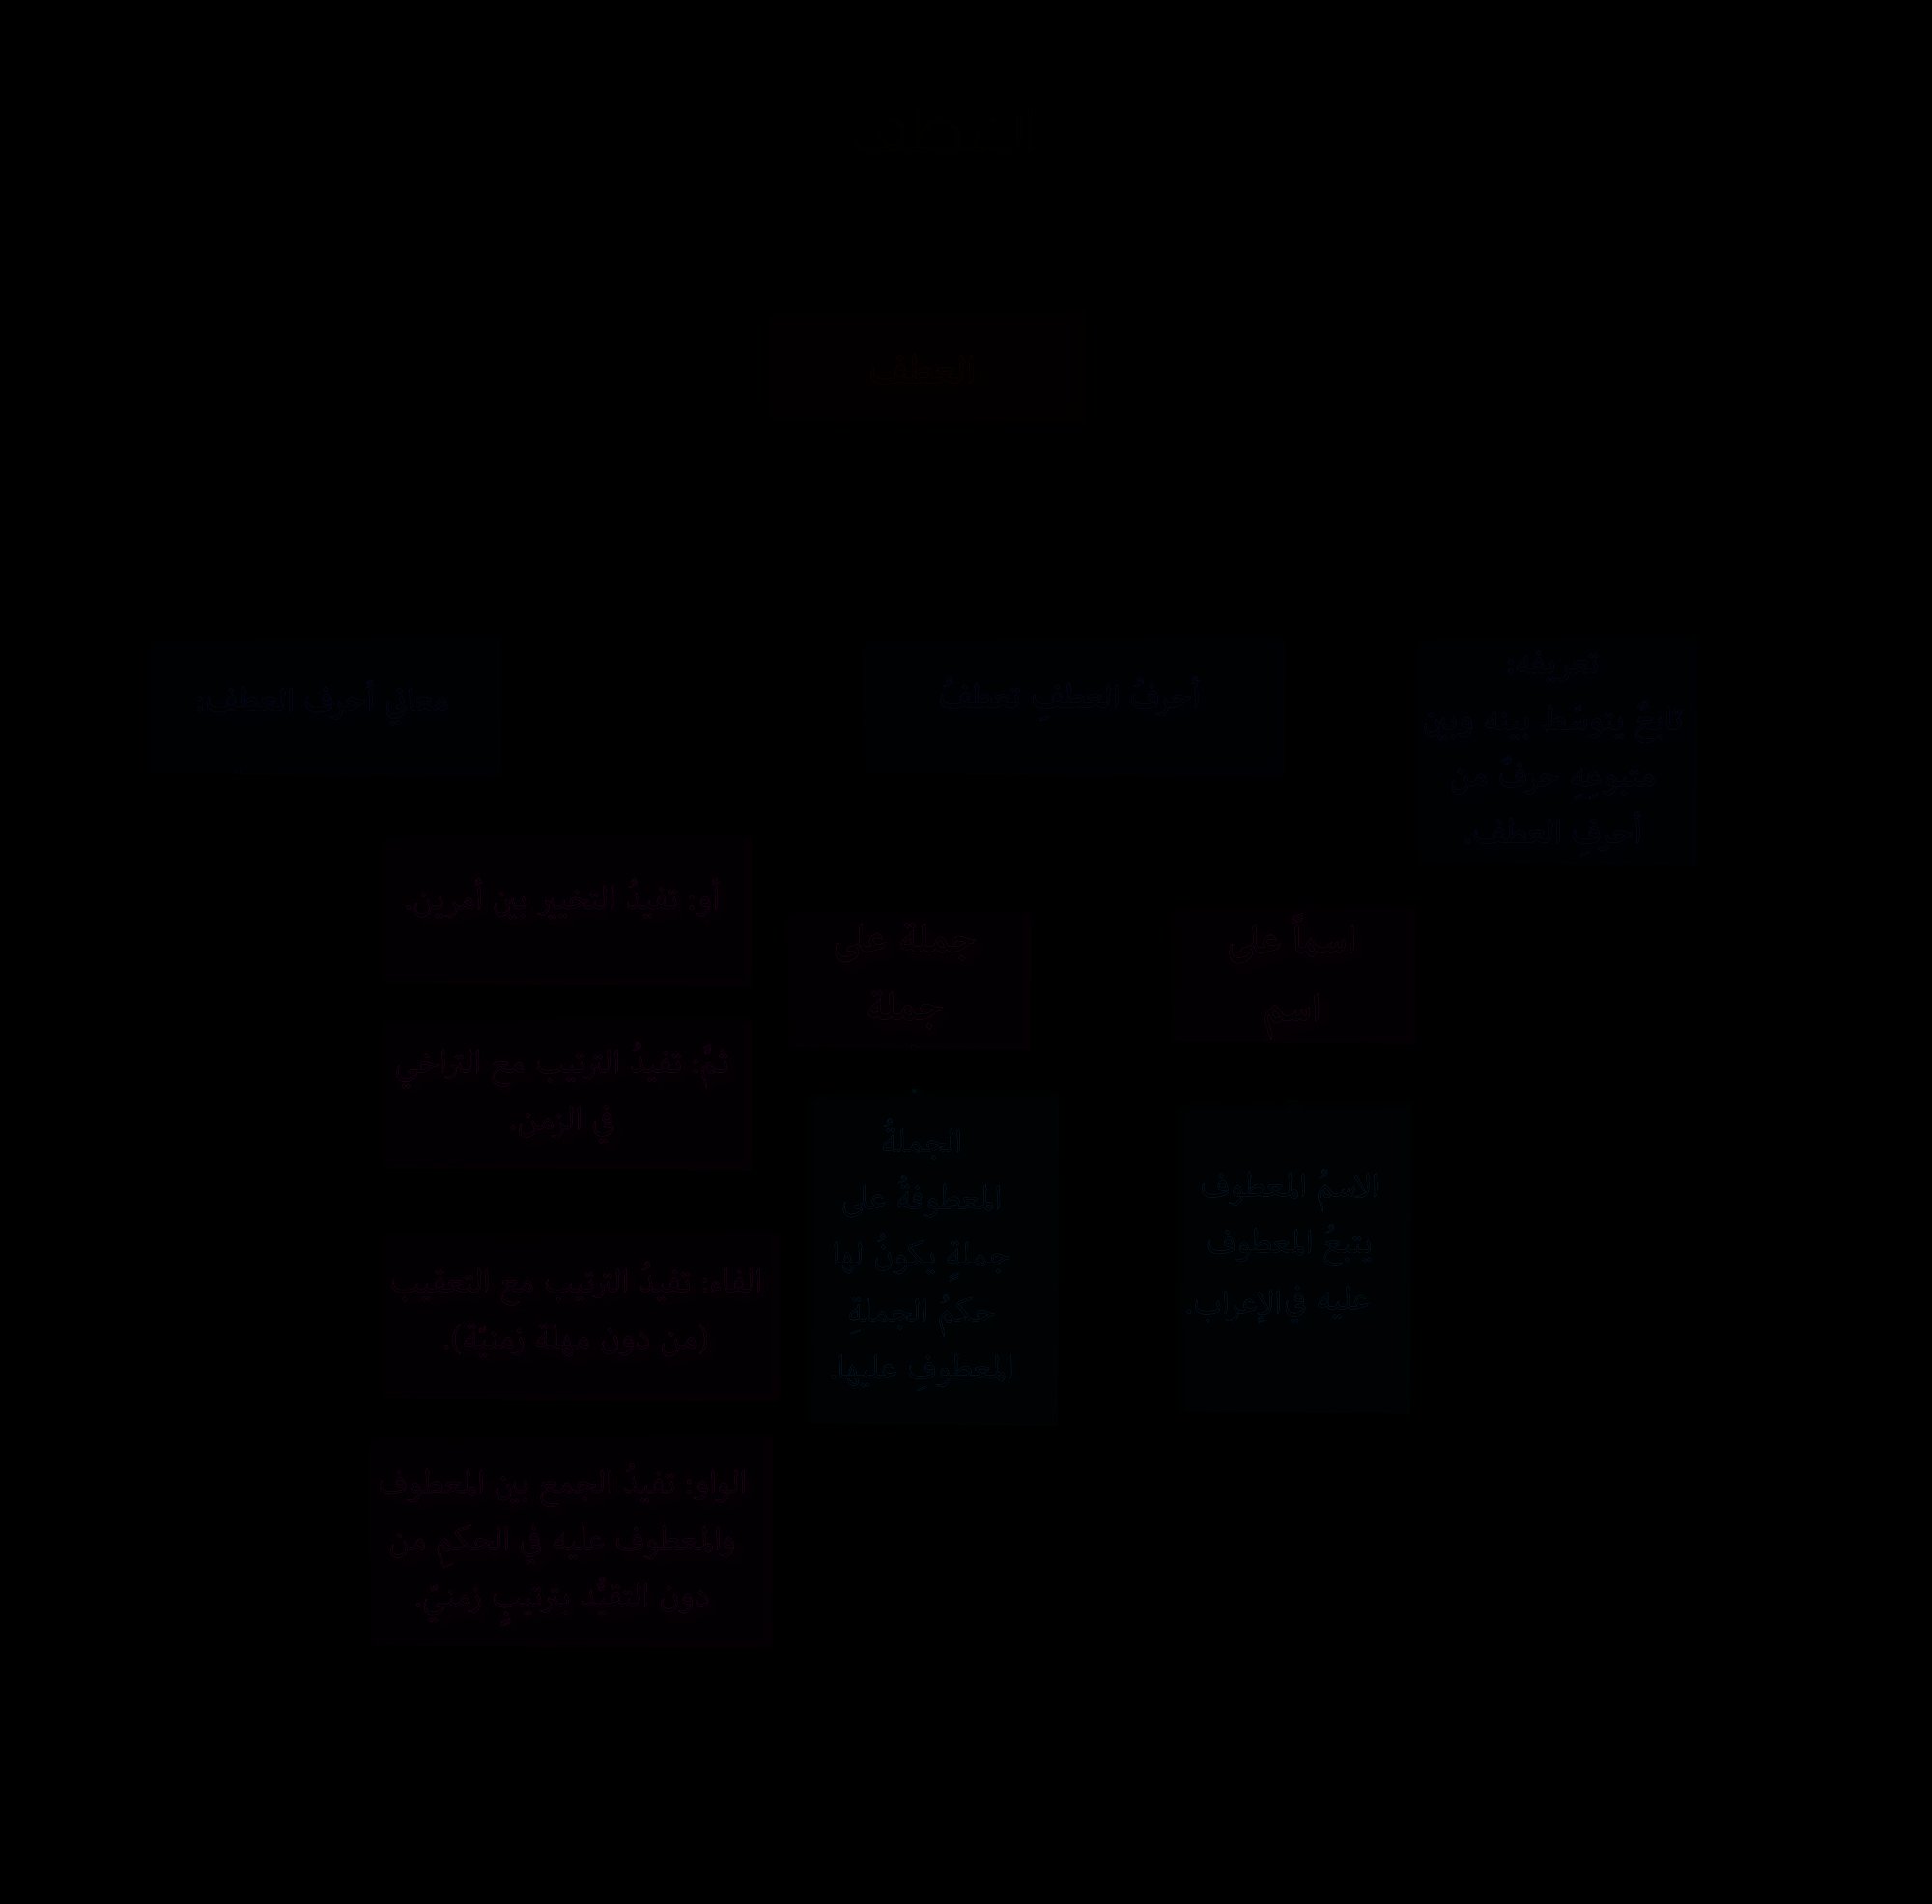 العطف
تعريفه:
تابعٌ يتوسّط بينه وبين
متبوعِهِ حرفٌ من
أحرفِ العطف.
أحرفُ العطفِ تعطفُ
اسماً على
اسمٍ
الاسمُ المعطوف
يتبعُ المعطوف
عليه في الإعراب.
جملة على
جملة
الجملةُ
المعطوفةُ على
جملةٍ يكونُ لها
حكمُ الجملةِ
المعطوفِ عليها.
معاني أحرف العطف:
أو: تفيدُ التخيير بين أمرين.
ثمَّ: تفيدُ الترتيب مع التراخي
في الزمن.
الفاء: تفيدُ الترتيب مع التعقيب
(من دون مهلة زمنيّة).
الواو: تفيدُ الجمع بين المعطوف
والمعطوف عليه في الحكمِ من
دون التقيُّد بترتيبٍ زمنيّ.